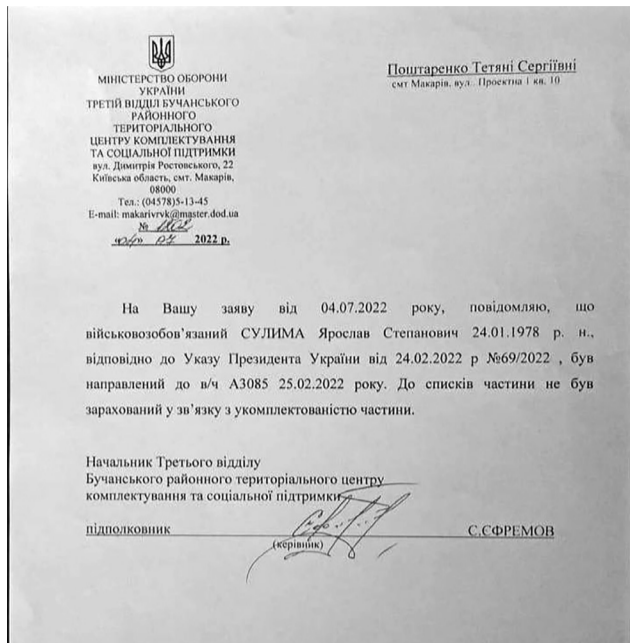 МІНІСТЕРСТВО ОБОРОНИ
УКРАЇНИ
ТРЕТІЙ ВІДДІЛ БУЧАНСЬКОГО
РАЙОННОГО
ТЕРИТОРІАЛЬНОГО
ЦЕНТРУ КОМПЛЕКТУВАННЯ
ТА СОЦІАЛЬНОЇ ПІДТРИМКИ
вул. Димитрія Ростовського, 22
Київська область, смт. Макарів,
08000
Тел.: (04578)5-13-45
E-mail: makarivrvk@master.dod.ua
№
07 2022 р.
Поштаренко Тетяні Сергіївні
смт Макарів, вул. Проектна 1 кв. 10
На Вашу заяву від 04.07.2022 року, повідомляю, що
військовозобов’язаний СУЛИМА Ярослав Степанович 24.01.1978 р. н.,
відповідно до Указу Президента України від 24.02.2022 р №69/2022 , був
направлений до в/ч А3085 25.02.2022 року. До списків частини не був
зарахований у зв’язку з укомплектованістю частини.
Начальник Третього відділу
Бучанського районного територіального центру
комплектування та соціальної підтримки
підполковник С.ЄФРЕМОВ
(керівник)